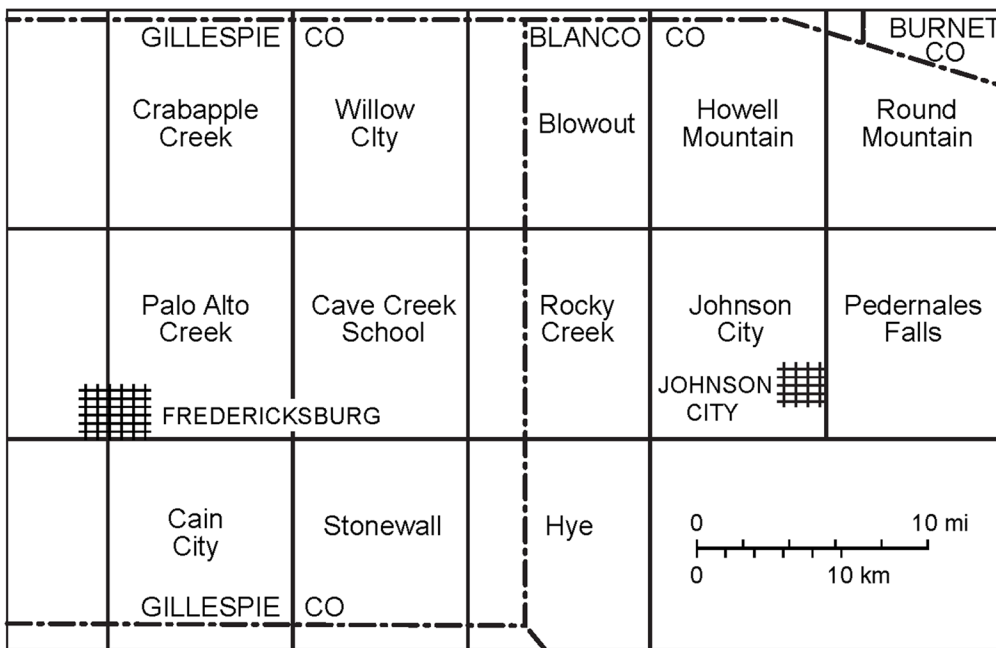 GILLESPIE CO
BLANCO CO
BURNET
CO
Crabapple
Creek
Willow
CIty
Blowout
Howell
Mountain
Round
Mountain
Palo Alto
Creek
Cave Creek
School
Rocky
Creek
Johnson
City
Pedernales
Falls
FREDERICKSBURG
JOHNSON
CITY
Cain
City
Stonewall
Hye
0 10 mi
0 10 km
GILLESPIE CO